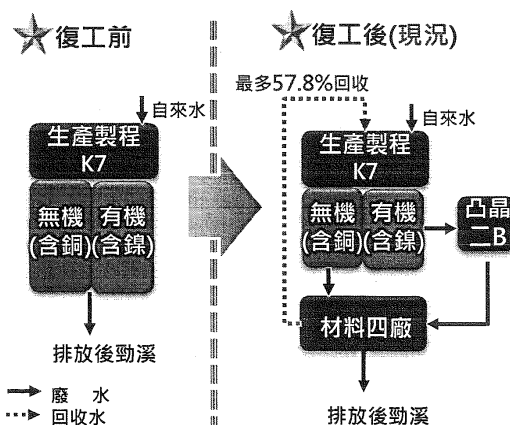 復工前
自來水
生產製程
K7
無機
(含銅)
有機
(含鎳)
排放後勁溪
廢 水
回收水
復工後(現況)
最多57.8%回收
自來水
生產製程
K7
無機
(含銅)
有機
(含鎳)
凸晶
二B
材料四廠
排放後勁溪